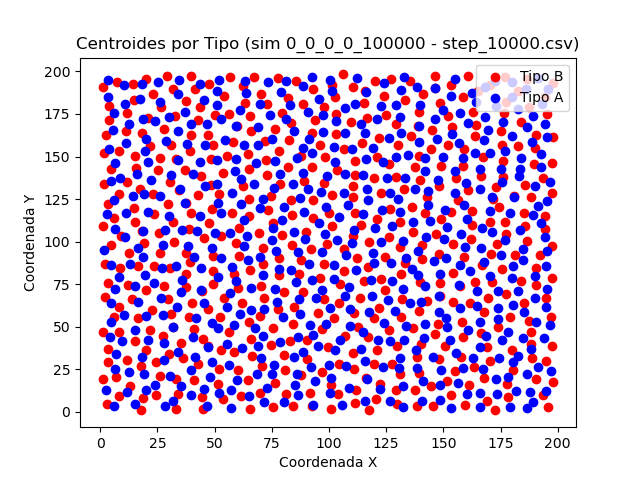 Centroides por Tipo (sim 0_0_0_0_100000 - step_10000.csv)
Tipo B
Tipo A
Coordenada Y
200
175
150
125
100
75
50
25
0
0 25 50 75 100 125 150 175 200
Coordenada X